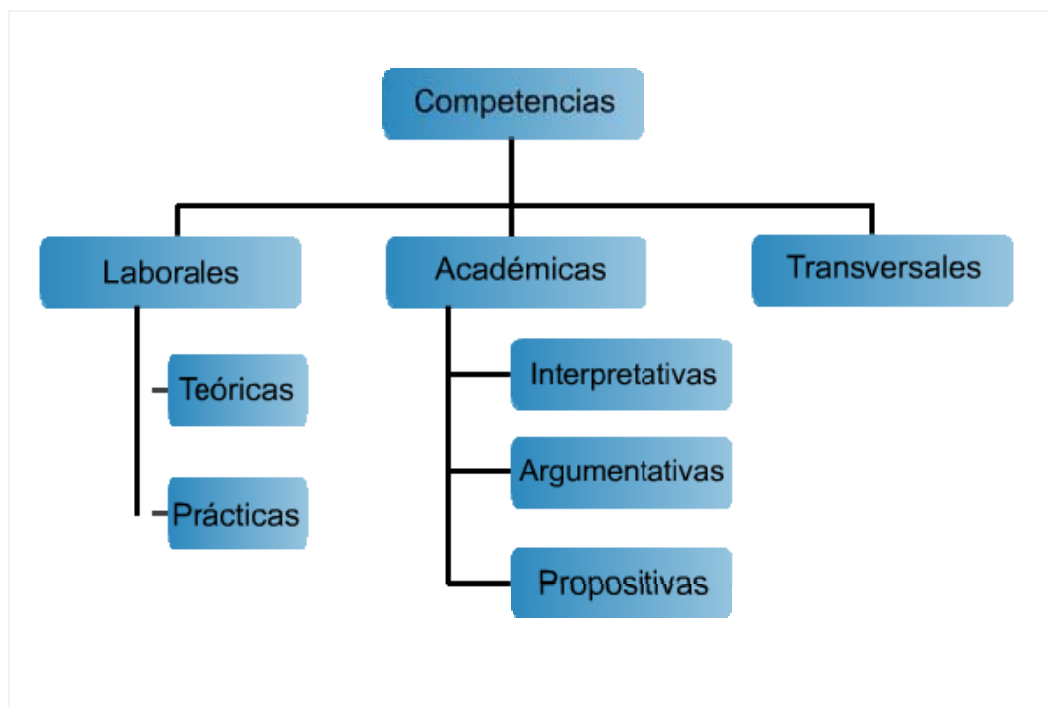 Competencias
Laborales
Académicas
Transversales
Teóricas
Prácticas
Interpretativas
Argumentativas
Propositivas